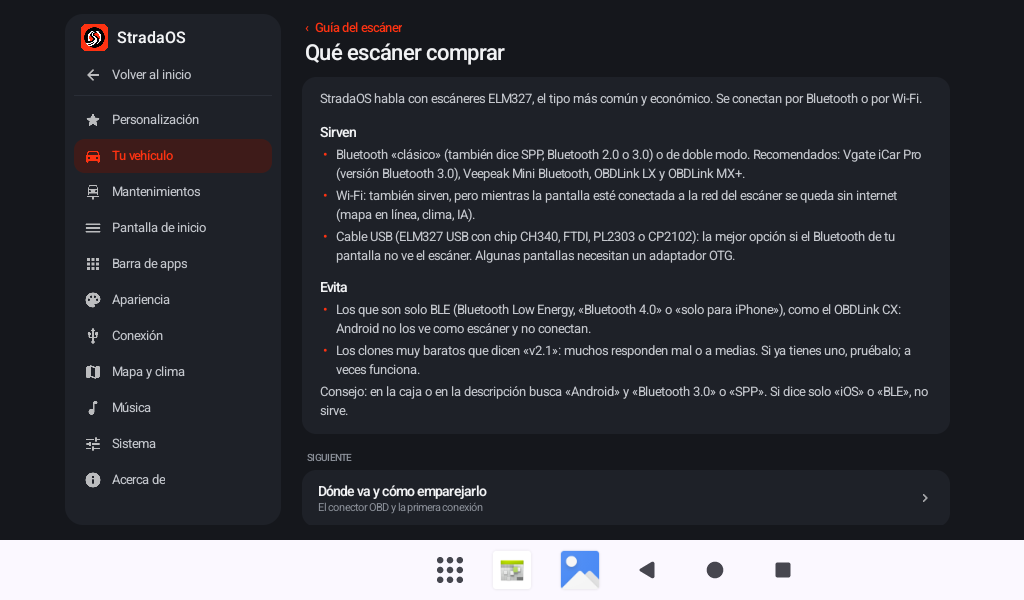 StradaOS
Volver al inicio
Personalización
Tu vehículo
Mantenimientos
Pantalla de inicio
Barra de apps
Apariencia
Conexión
Mapa y clima
Música
Sistema
Acerca de
‹ Guía del escáner
Qué escáner comprar
StradaOS habla con escáneres ELM327, el tipo más común y económico. Se conectan por Bluetooth o por Wi-Fi.
Sirven
• Bluetooth «clásico» (también dice SPP, Bluetooth 2.0 o 3.0) o de doble modo. Recomendados: Vgate iCar Pro
(versión Bluetooth 3.0), Veepeak Mini Bluetooth, OBDLink LX y OBDLink MX+.
• Wi-Fi: también sirven, pero mientras la pantalla esté conectada a la red del escáner se queda sin internet
(mapa en línea, clima, IA).
• Cable USB (ELM327 USB con chip CH340, FTDI, PL2303 o CP2102): la mejor opción si el Bluetooth de tu
pantalla no ve el escáner. Algunas pantallas necesitan un adaptador OTG.
Evita
• Los que son solo BLE (Bluetooth Low Energy, «Bluetooth 4.0» o «solo para iPhone»), como el OBDLink CX:
Android no los ve como escáner y no conectan.
• Los clones muy baratos que dicen «v2.1»: muchos responden mal o a medias. Si ya tienes uno, pruébalo; a
veces funciona.
Consejo: en la caja o en la descripción busca «Android» y «Bluetooth 3.0» o «SPP». Si dice solo «iOS» o «BLE», no
sirve.
SIGUIENTE
Dónde va y cómo emparejarlo
El conector OBD y la primera conexión